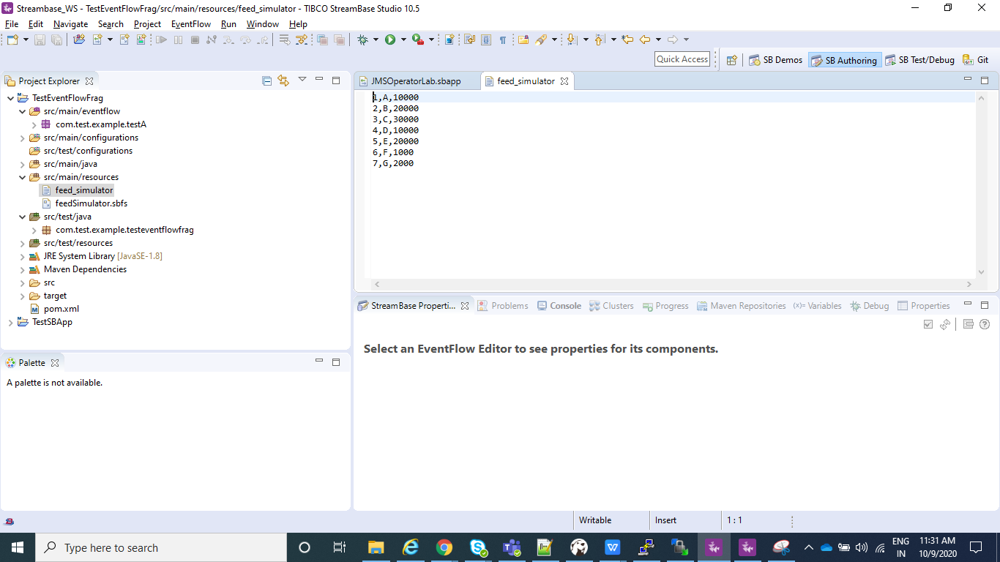 Streambase_WS - TestEventFlowFrag/src/main/resources/feed_simulator - TIBCO StreamBase Studio 10.5
File Edit Navigate Search Project EventFlow Run Window Help
Quick Access SB Demos SB Authoring SB Test/Debug Git
Project Explorer
TestEventFlowFrag
src/main/eventflow
com.test.example.testA
src/main/configurations
src/test/configurations
src/main/java
src/main/resources
feed_simulator
feedSimulator.sbfs
src/test/java
com.test.example.testeventflowfrag
src/test/resources
JRE System Library [JavaSE-1.8]
Maven Dependencies
src
target
pom.xml
TestSBApp
Palette
A palette is not available.
JMSOperatorLab.sbapp feed_simulator
1,A,10000
2,B,20000
3,C,30000
4,D,10000
5,E,20000
6,F,1000
7,G,2000
StreamBase Properti... Problems Console Clusters Progress Maven Repositories (x)= Variables Debug Properties
Select an EventFlow Editor to see properties for its components.
Writable Insert 1 : 1
Type here to search
ENG
IN
11:31 AM
10/9/2020